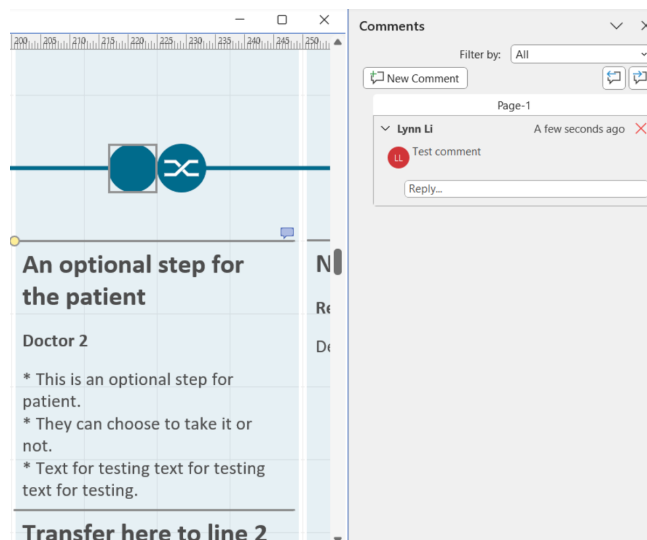 200 205 210 215 220 225 230 235 240 245 250
An optional step for
the patient
Doctor 2
* This is an optional step for
patient.
* They can choose to take it or
not.
* Text for testing text for testing
text for testing.
Transfer here to line 2
N
Re
De
Comments
Filter by: All
New Comment
Page-1
Lynn Li A few seconds ago
LL Test comment
Reply...